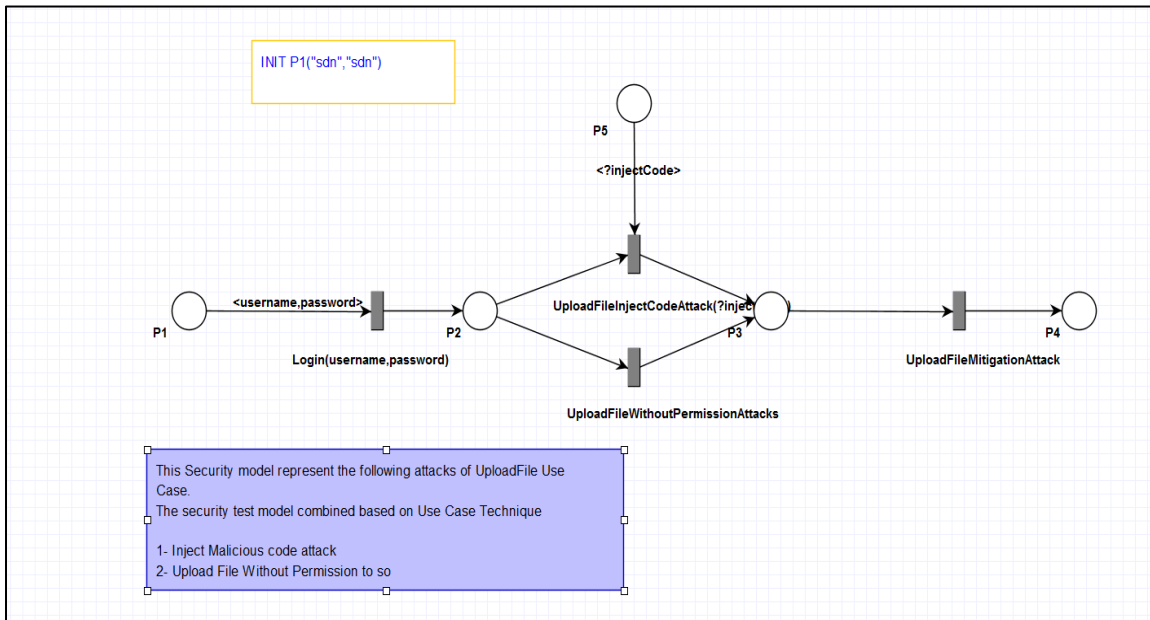 INIT P1("sdn","sdn")
P5
<?injectCode>
<username,password>
P1
Login(username,password)
P2
UploadFileInjectCodeAttack(?injec
P3
UploadFileWithoutPermissionAttacks
UploadFileMitigationAttack
P4
This Security model represent the following attacks of UploadFile Use
Case.
The security test model combined based on Use Case Technique
1- Inject Malicious code attack
2- Upload File Without Permission to so